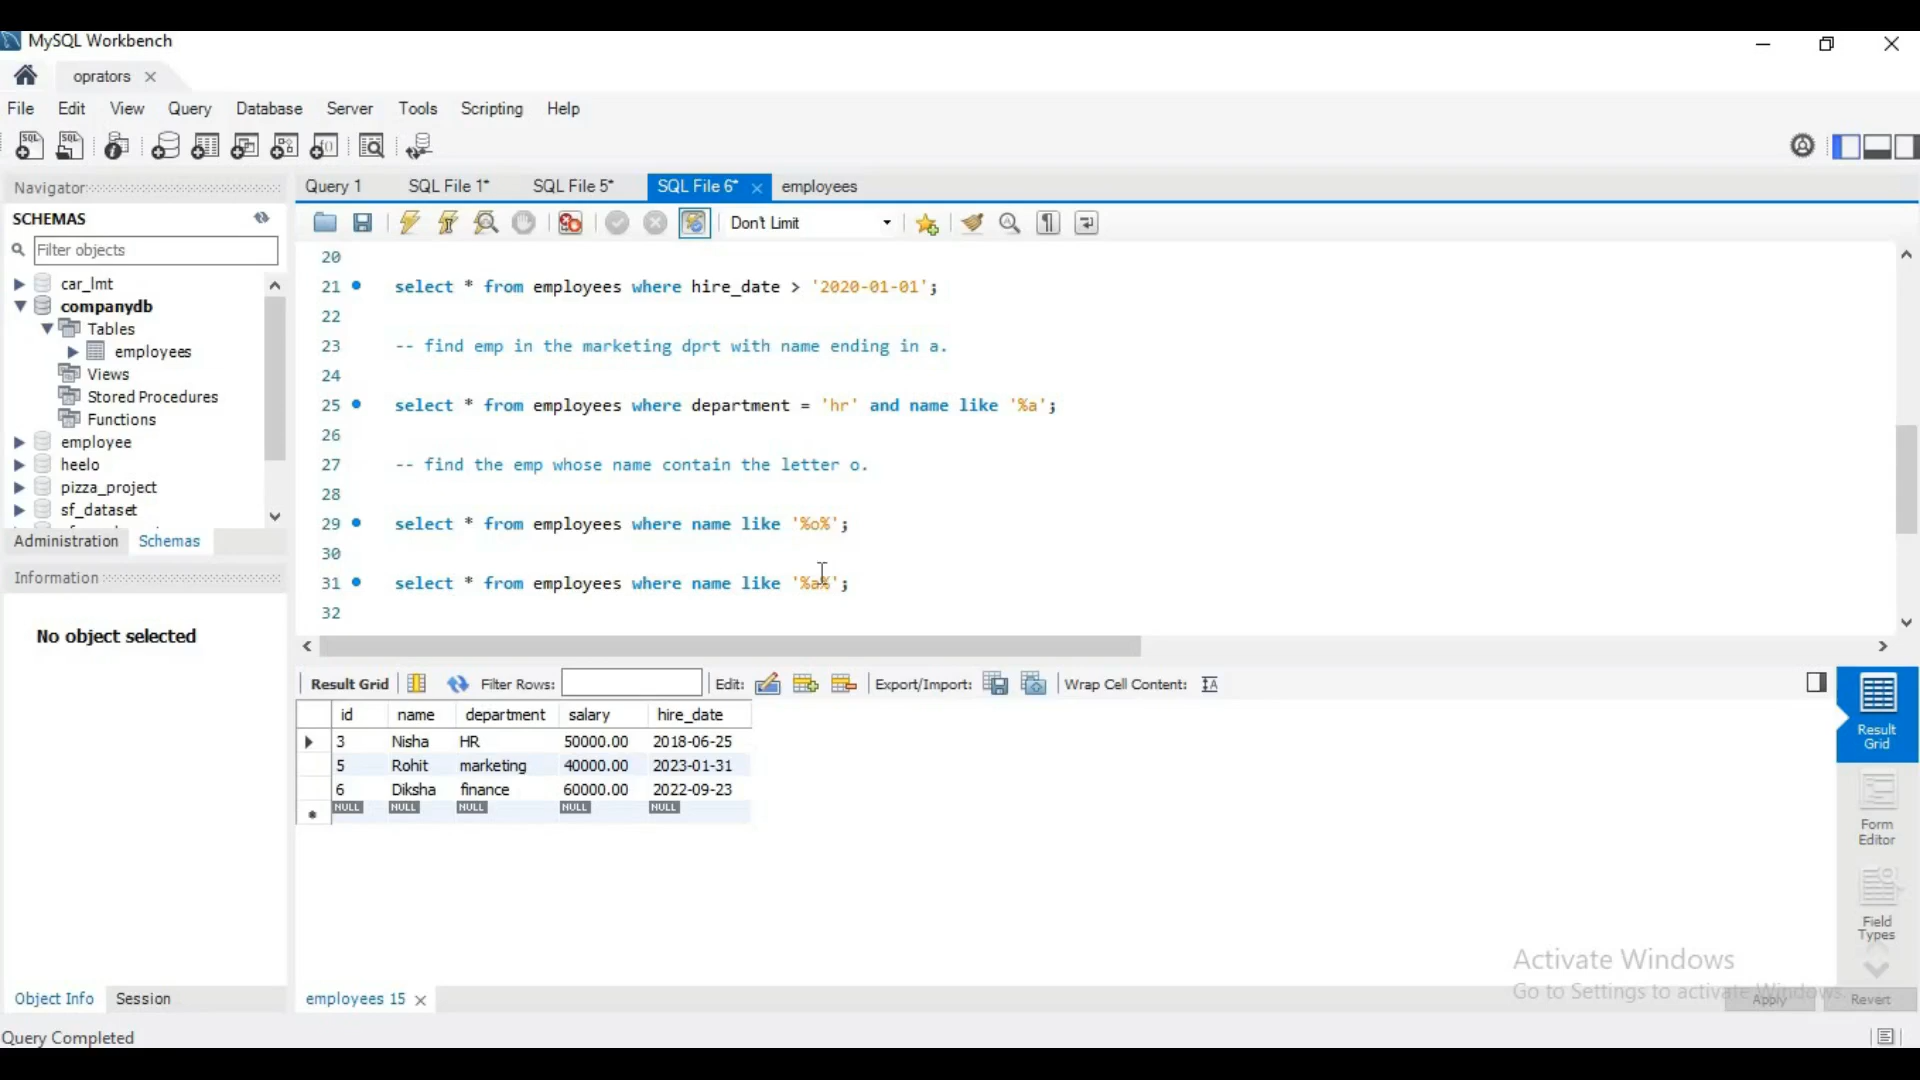 MySQL Workbench
oprators
File Edit View Query Database Server Tools Scripting Help
Navigator
SCHEMAS
Filter objects
car_lmt
companydb
Tables
employees
Views
Stored Procedures
Functions
employee
heelo
pizza_project
sf_dataset
Administration Schemas
Information
No object selected
Object Info Session
Query Completed
Query 1 SQL File 1* SQL File 5* SQL File 6* employees
Don't Limit
20
21 select * from employees where hire_date > '2020-01-01';
22
23 -- find emp in the marketing dprt with name ending in a.
24
25 select * from employees where department = 'hr' and name like '%a';
26
27 -- find the emp whose name contain the letter o.
28
29 select * from employees where name like '%o%';
30
31 select * from employees where name like '%a%';
32
Result Grid Filter Rows: Edit: Export/Import: Wrap Cell Content:
id name department salary hire_date
3 Nisha HR 50000.00 2018-06-25
5 Rohit marketing 40000.00 2023-01-31
6 Diksha finance 60000.00 2022-09-23
NULL NULL NULL NULL NULL
Result
Grid
Form
Editor
Field
Types
Activate Windows
Go to Settings to activate Windows.
employees 15
Apply Revert